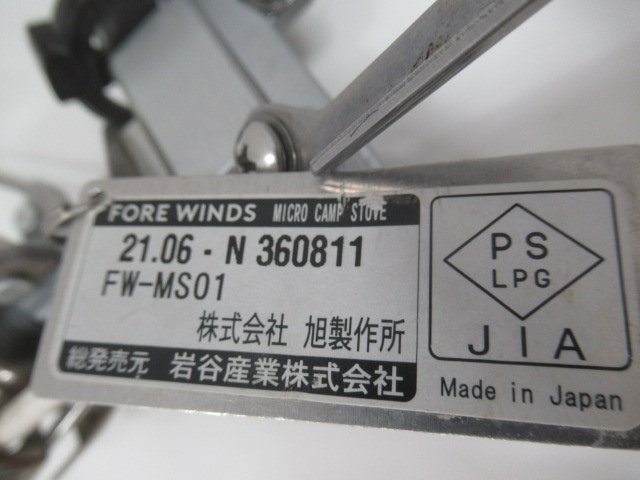 FORE WINDS MICRO CAMP STOVE
21.06 - N 360811
FW-MS01
株式会社 旭製作所
総発売元 岩谷産業株式会社
PS
LPG
JIA
Made in Japan